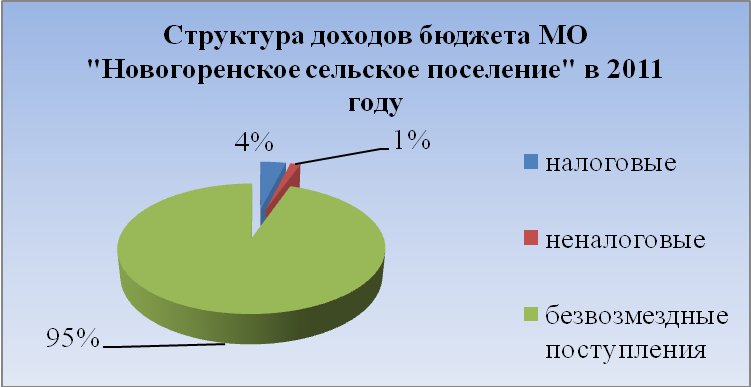 Структура доходов бюджета МО
"Новогоренское сельское поселение" в 2011
году
4%
1%
налоговые
неналоговые
безвозмездные
поступления
95%